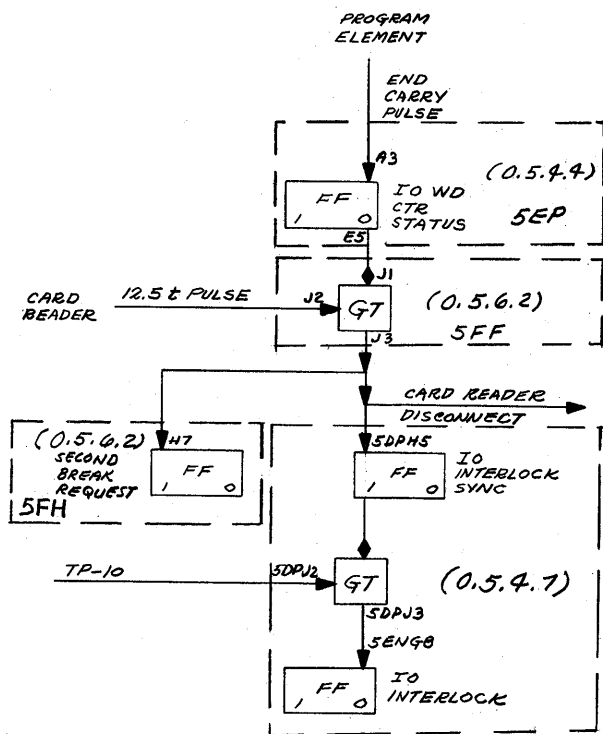 PROGRAM
ELEMENT
END
CARRY
PULSE
A3
(0.5.4.4)
FF
1 0
IO WD
CTR
STATUS
5EP
E5
J1
CARD
READER
12.5 t PULSE
J2
GT
(0.5.6.2)
5FF
J3
CARD READER
DISCONNECT
(0.5.6.2)
H7
SECOND
BREAK
REQUEST
FF
1 0
5FH
5DPH5
FF
1 0
IO
INTERLOCK
SYNC
TP-10
5DPJ2
GT
(0.5.4.7)
5DPJ3
5ENG8
FF
1 0
IO
INTERLOCK